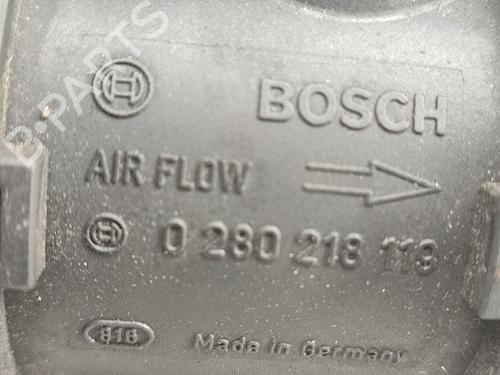 B-PARTS
BOSCH
AIR FLOW
0 280 218 119
816 Made in Germany